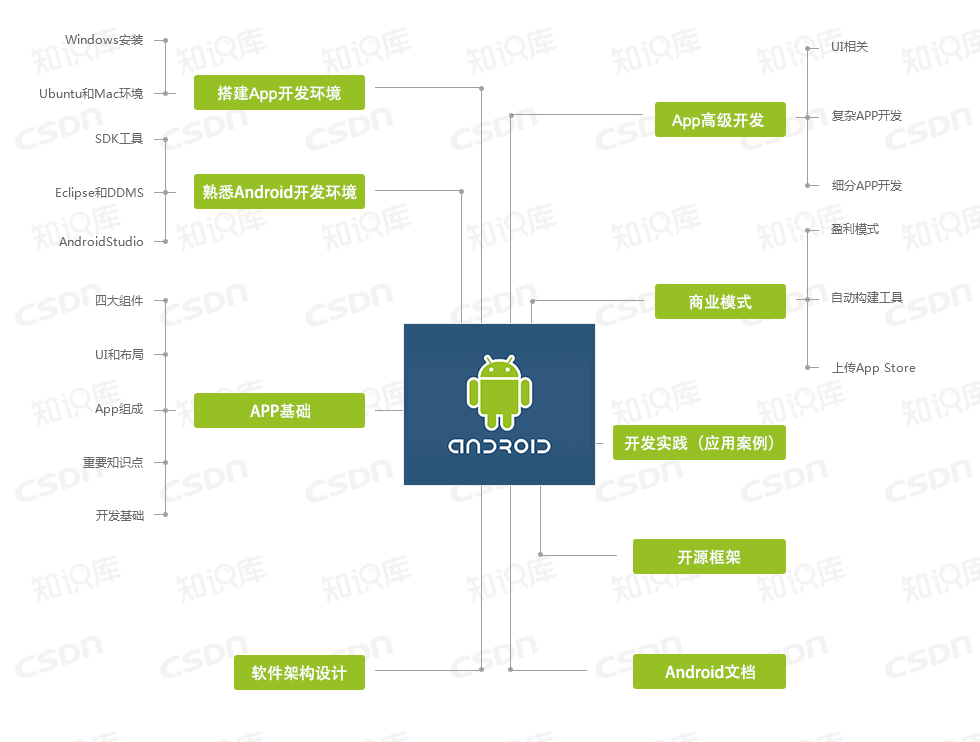 Windows安装
Ubuntu和Mac环境
搭建App开发环境
SDK工具
Eclipse和DDMS
AndroidStudio
熟悉Android开发环境
四大组件
UI和布局
App组成
重要知识点
开发基础
APP基础
软件架构设计
ANDROID
UI相关
复杂APP开发
细分APP开发
App高级开发
盈利模式
自动构建工具
上传App Store
商业模式
开发实践（应用案例）
开源框架
Android文档
知识库
CSDN